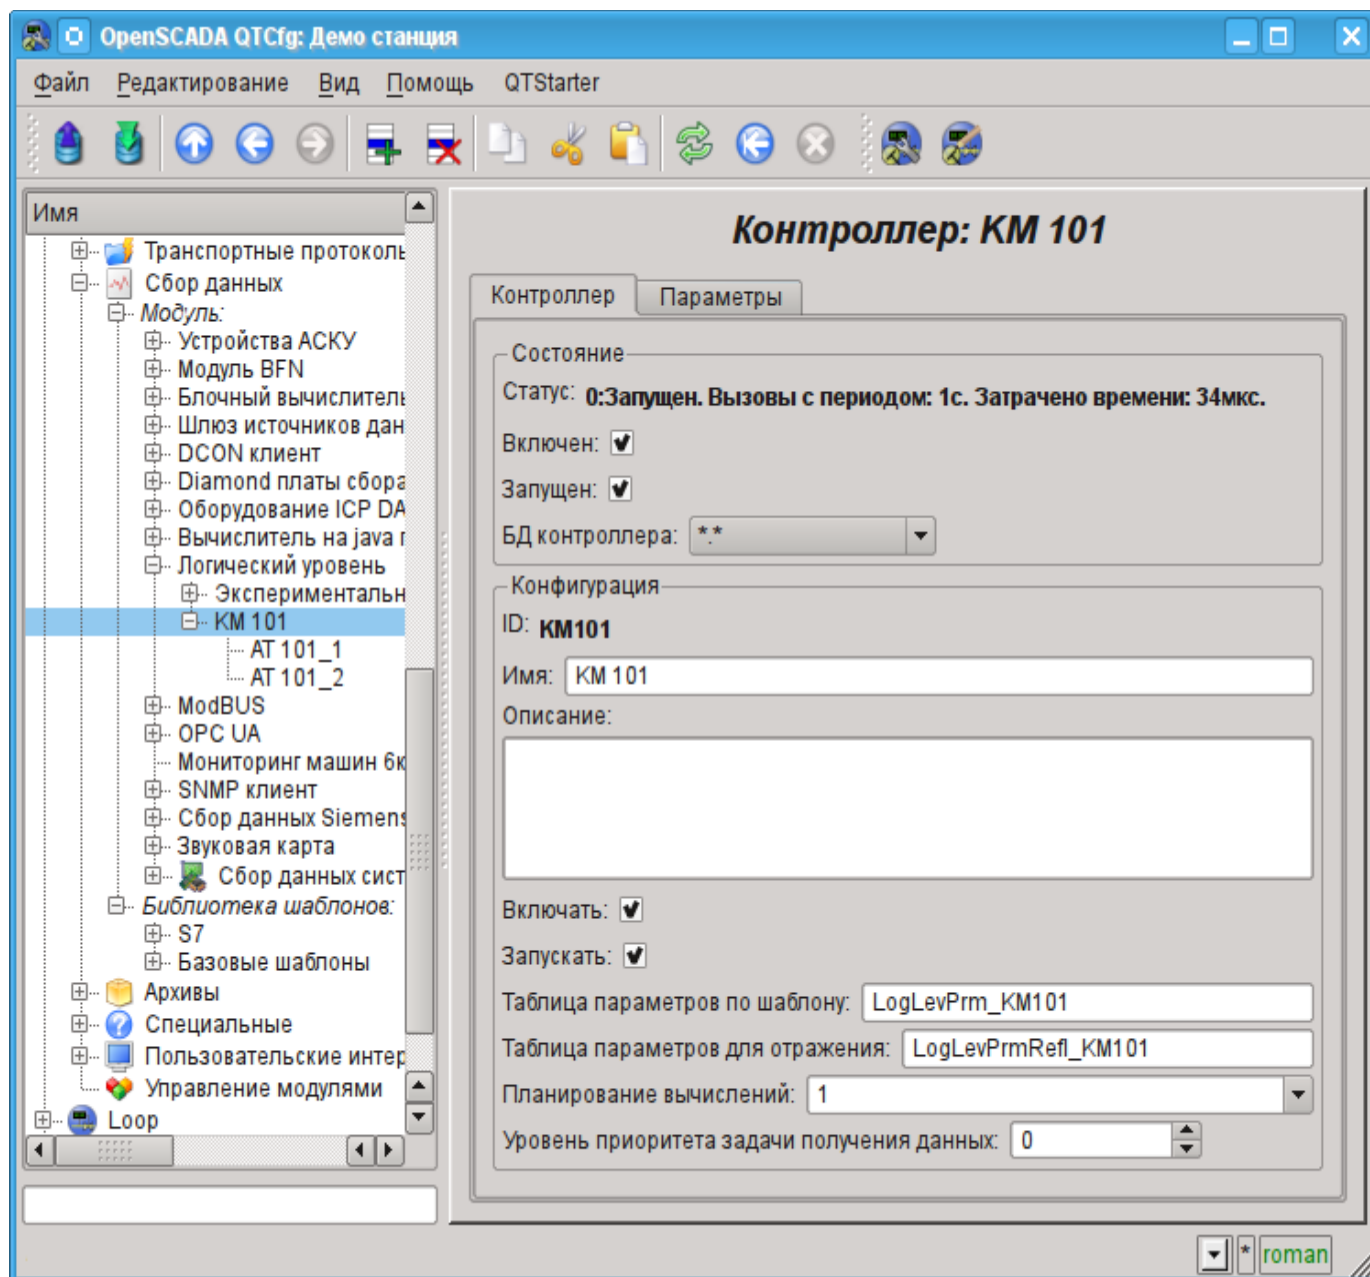 OpenSCADA QTCfg: Демо станция
Файл Редактирование Вид Помощь QTStarter
Имя
Транспортные протоколь
Сбор данных
Модуль:
Устройства АСКУ
Модуль BFN
Блочный вычислитель
Шлюз источников дан
DCON клиент
Diamond платы сбора
Оборудование ICP DA
Вычислитель на java п
Логический уровень
Экспериментальн
КМ 101
AT 101_1
AT 101_2
ModBUS
OPC UA
Мониторинг машин 6к
SNMP клиент
Сбор данных Siemens
Звуковая карта
Сбор данных сист
Библиотека шаблонов:
S7
Базовые шаблоны
Архивы
Специальные
Пользовательские интер
Управление модулями
Loop
Контроллер: КМ 101
Контроллер Параметры
Состояние
Статус: 0:Запущен. Вызовы с периодом: 1с. Затрачено времени: 34мкс.
Включен:
Запущен:
БД контроллера: *.*
Конфигурация
ID: KM101
Имя: КМ 101
Описание:
Включать:
Запускать:
Таблица параметров по шаблону: LogLevPrm_KM101
Таблица параметров для отражения: LogLevPrmRefl_KM101
Планирование вычислений: 1
Уровень приоритета задачи получения данных: 0
* roman